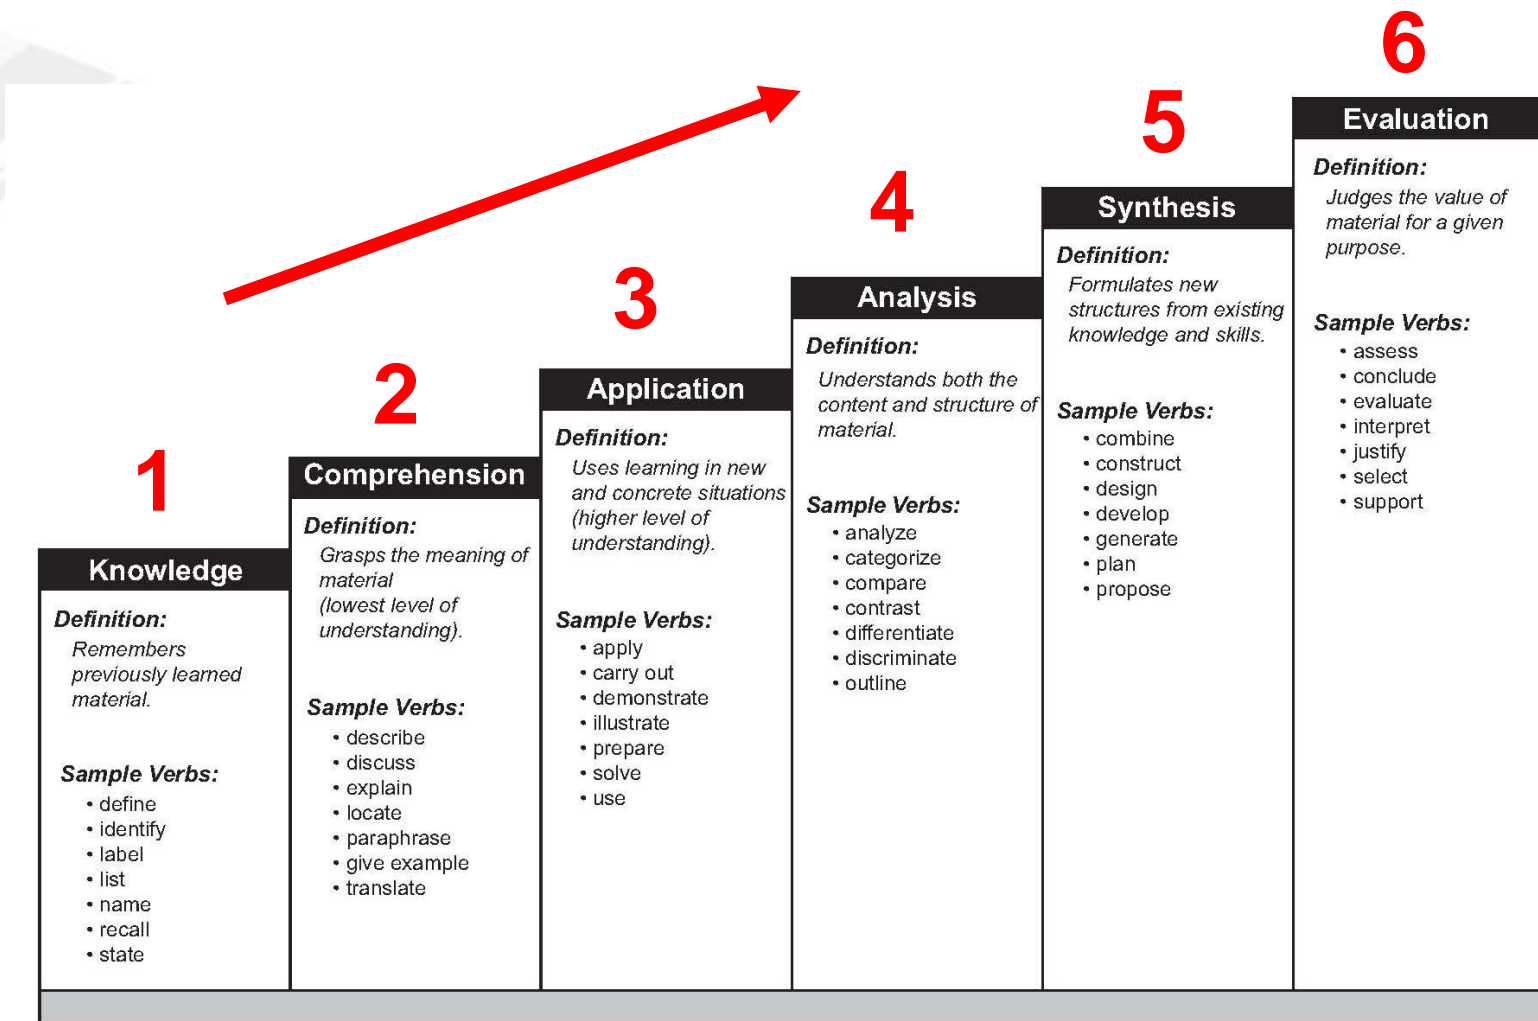 1
Knowledge
Definition:
Remembers
previously learned
material.
Sample Verbs:
• define
• identify
• label
• list
• name
• recall
• state
2
Comprehension
Definition:
Grasps the meaning of
material
(lowest level of
understanding).
Sample Verbs:
• describe
• discuss
• explain
• locate
• paraphrase
• give example
• translate
3
Application
Definition:
Uses learning in new
and concrete situations
(higher level of
understanding).
Sample Verbs:
• apply
• carry out
• demonstrate
• illustrate
• prepare
• solve
• use
4
Analysis
Definition:
Understands both the
content and structure of
material.
Sample Verbs:
• analyze
• categorize
• compare
• contrast
• differentiate
• discriminate
• outline
5
Synthesis
Definition:
Formulates new
structures from existing
knowledge and skills.
Sample Verbs:
• combine
• construct
• design
• develop
• generate
• plan
• propose
6
Evaluation
Definition:
Judges the value of
material for a given
purpose.
Sample Verbs:
• assess
• conclude
• evaluate
• interpret
• justify
• select
• support